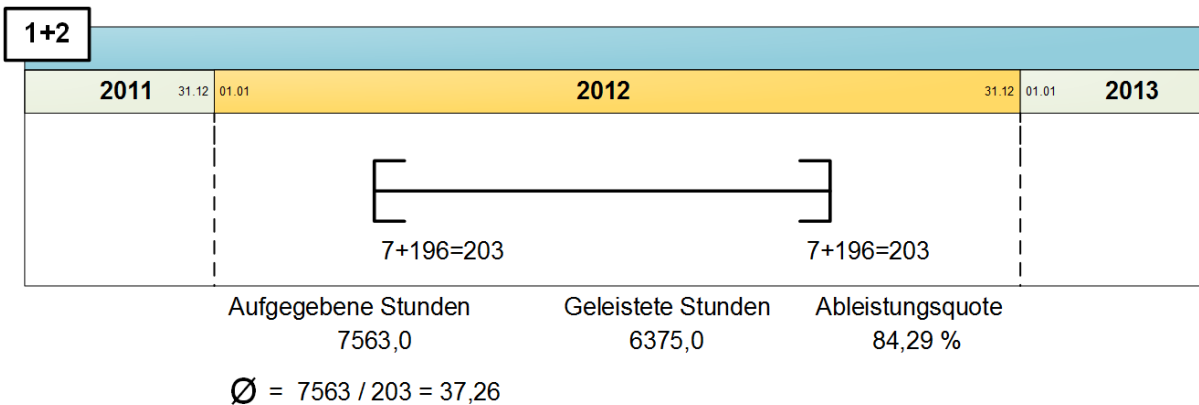 1+2
2011 31.12 01.01 2012 31.12 01.01 2013
7+196=203 7+196=203
Aufgegebene Stunden Geleistete Stunden Ableistungsquote
7563,0 6375,0 84,29 %
Ø = 7563 / 203 = 37,26